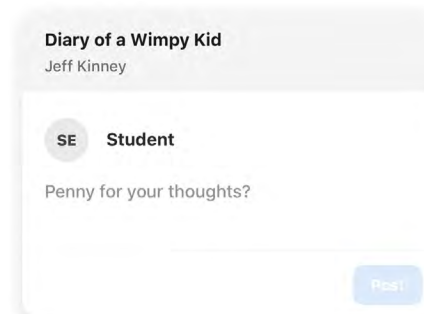 Diary of a Wimpy Kid
Jeff Kinney
SE Student
Penny for your thoughts?
Post